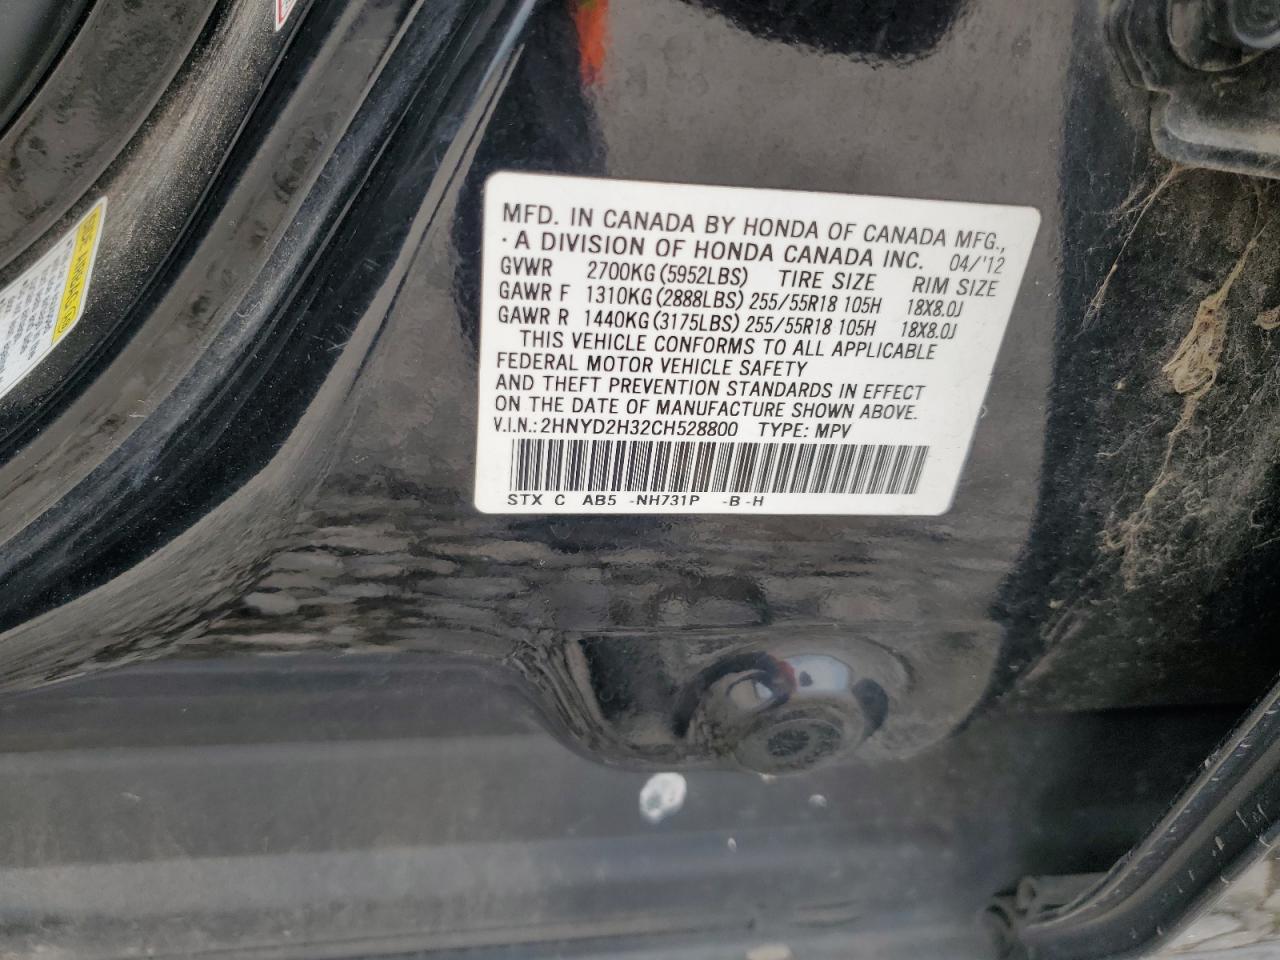 MFD. IN CANADA BY HONDA OF CANADA MFG.,
· A DIVISION OF HONDA CANADA INC. 04/'12
GVWR 2700KG(5952LBS) TIRE SIZE RIM SIZE
GAWR F 1310KG(2888LBS) 255/55R18 105H 18X8.0J
GAWR R 1440KG(3175LBS) 255/55R18 105H 18X8.0J
THIS VEHICLE CONFORMS TO ALL APPLICABLE
FEDERAL MOTOR VEHICLE SAFETY
AND THEFT PREVENTION STANDARDS IN EFFECT
ON THE DATE OF MANUFACTURE SHOWN ABOVE.
V.I.N.:2HNYD2H32CH528800 TYPE: MPV
STX C AB5 -NH731P -B-H